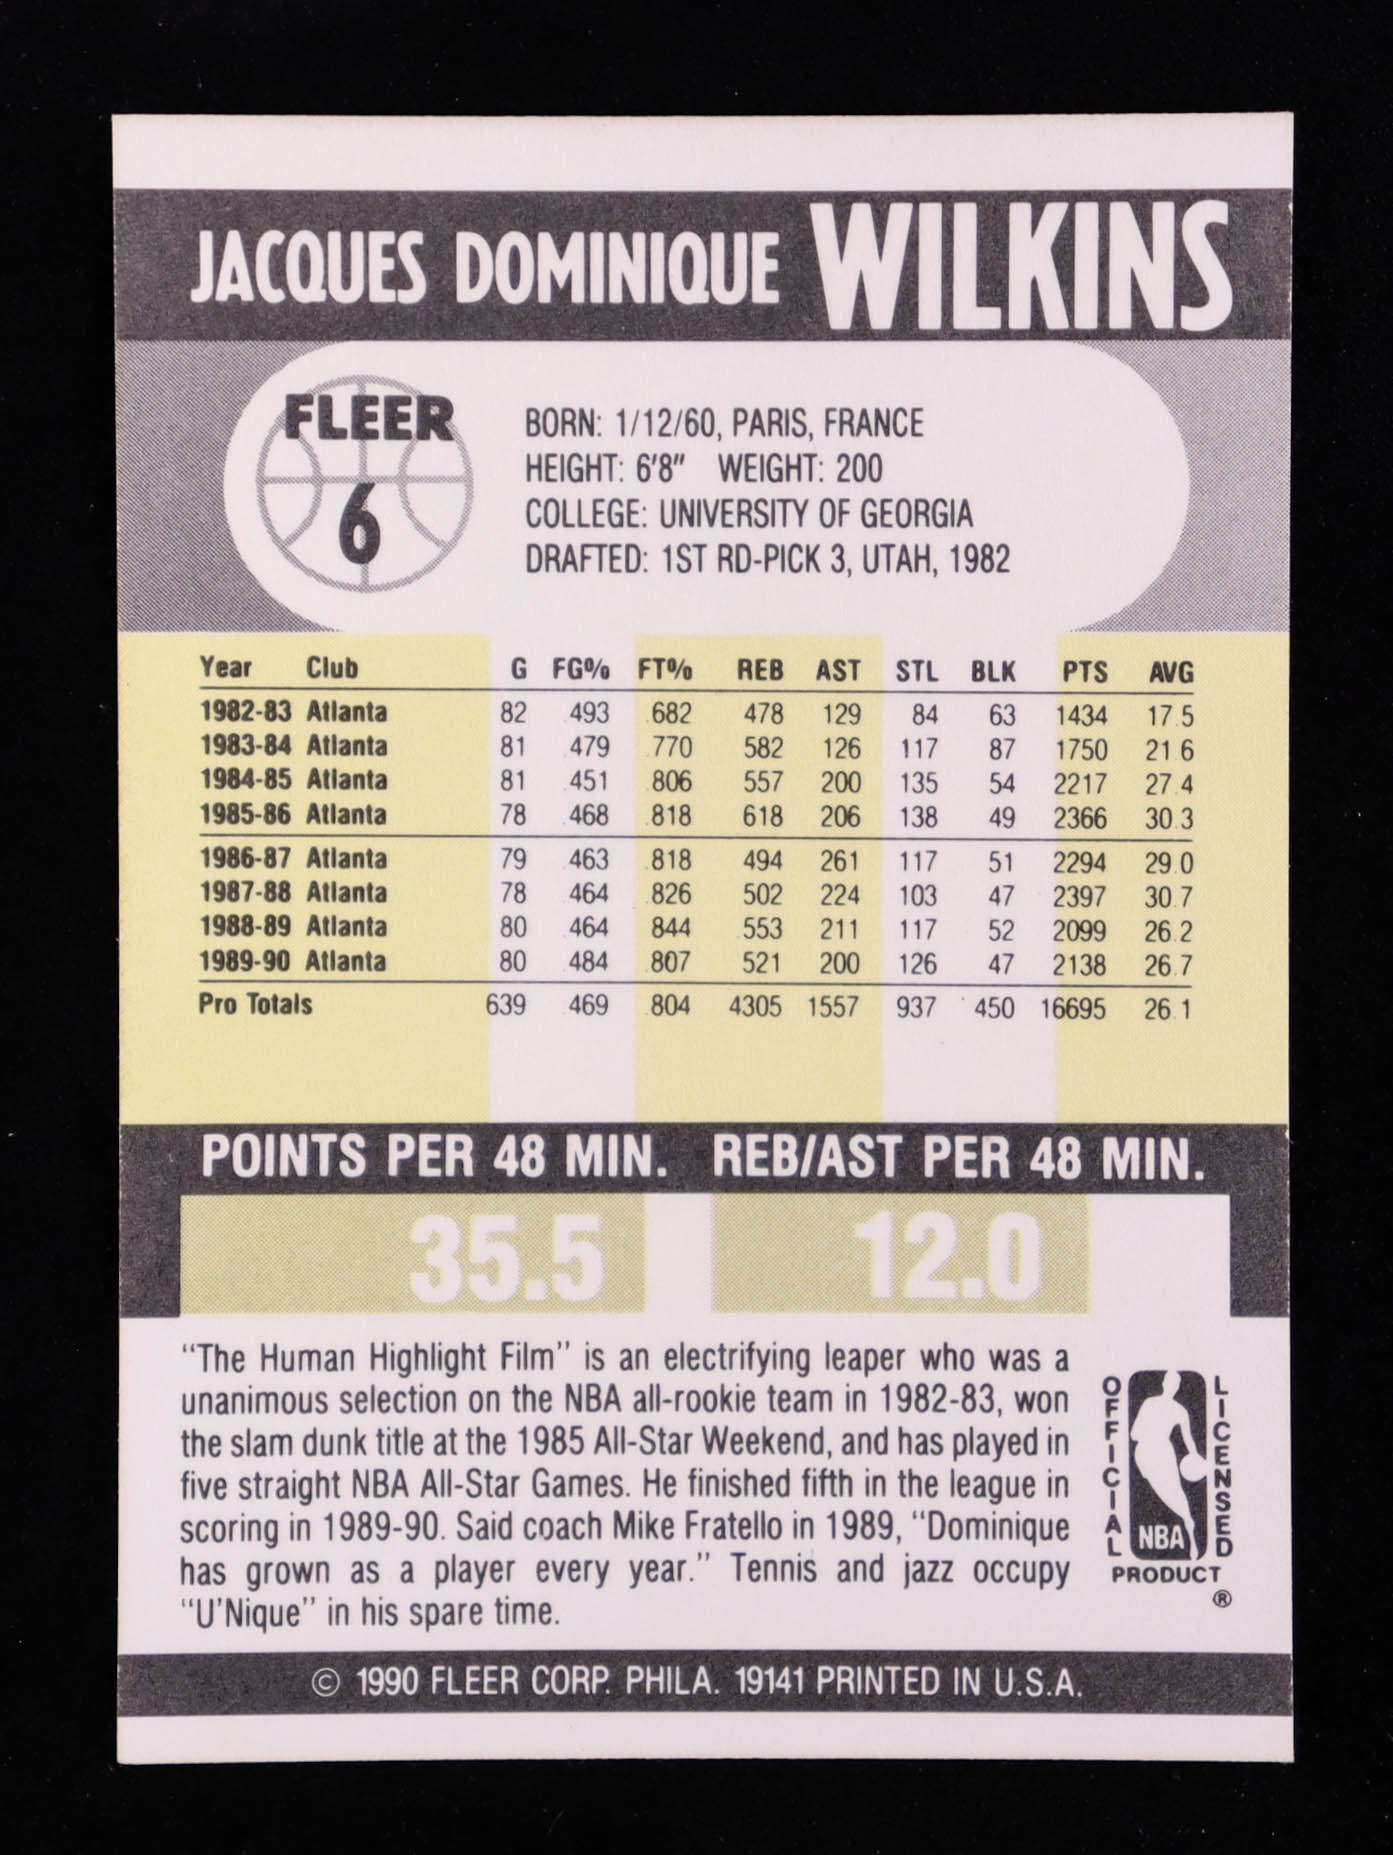 JACQUES DOMINIQUE WILKINS
FLEER
6
BORN: 1/12/60, PARIS, FRANCE
HEIGHT: 6'8" WEIGHT: 200
COLLEGE: UNIVERSITY OF GEORGIA
DRAFTED: 1ST RD-PICK 3, UTAH, 1982
Year Club G FG% FT% REB AST STL BLK PTS AVG
1982-83 Atlanta 82 .493 .682 478 129 84 63 1434 17.5
1983-84 Atlanta 81 .479 .770 582 126 117 87 1750 21.6
1984-85 Atlanta 81 .451 .806 557 200 135 54 2217 27.4
1985-86 Atlanta 78 .468 .818 618 206 138 49 2366 30.3
1986-87 Atlanta 79 .463 .818 494 261 117 51 2294 29.0
1987-88 Atlanta 78 .464 .826 502 224 103 47 2397 30.7
1988-89 Atlanta 80 .464 .844 553 211 117 52 2099 26.2
1989-90 Atlanta 80 .484 .807 521 200 126 47 2138 26.7
Pro Totals 639 .469 .804 4305 1557 937 450 16695 26.1
POINTS PER 48 MIN. REB/AST PER 48 MIN.
35.5 12.0
"The Human Highlight Film" is an electrifying leaper who was a
unanimous selection on the NBA all-rookie team in 1982-83, won
the slam dunk title at the 1985 All-Star Weekend, and has played in
five straight NBA All-Star Games. He finished fifth in the league in
scoring in 1989-90. Said coach Mike Fratello in 1989, "Dominique
has grown as a player every year." Tennis and jazz occupy
"U'Nique" in his spare time.
OFFICIAL
LICENSED
NBA
PRODUCT
®
© 1990 FLEER CORP. PHILA. 19141 PRINTED IN U.S.A.